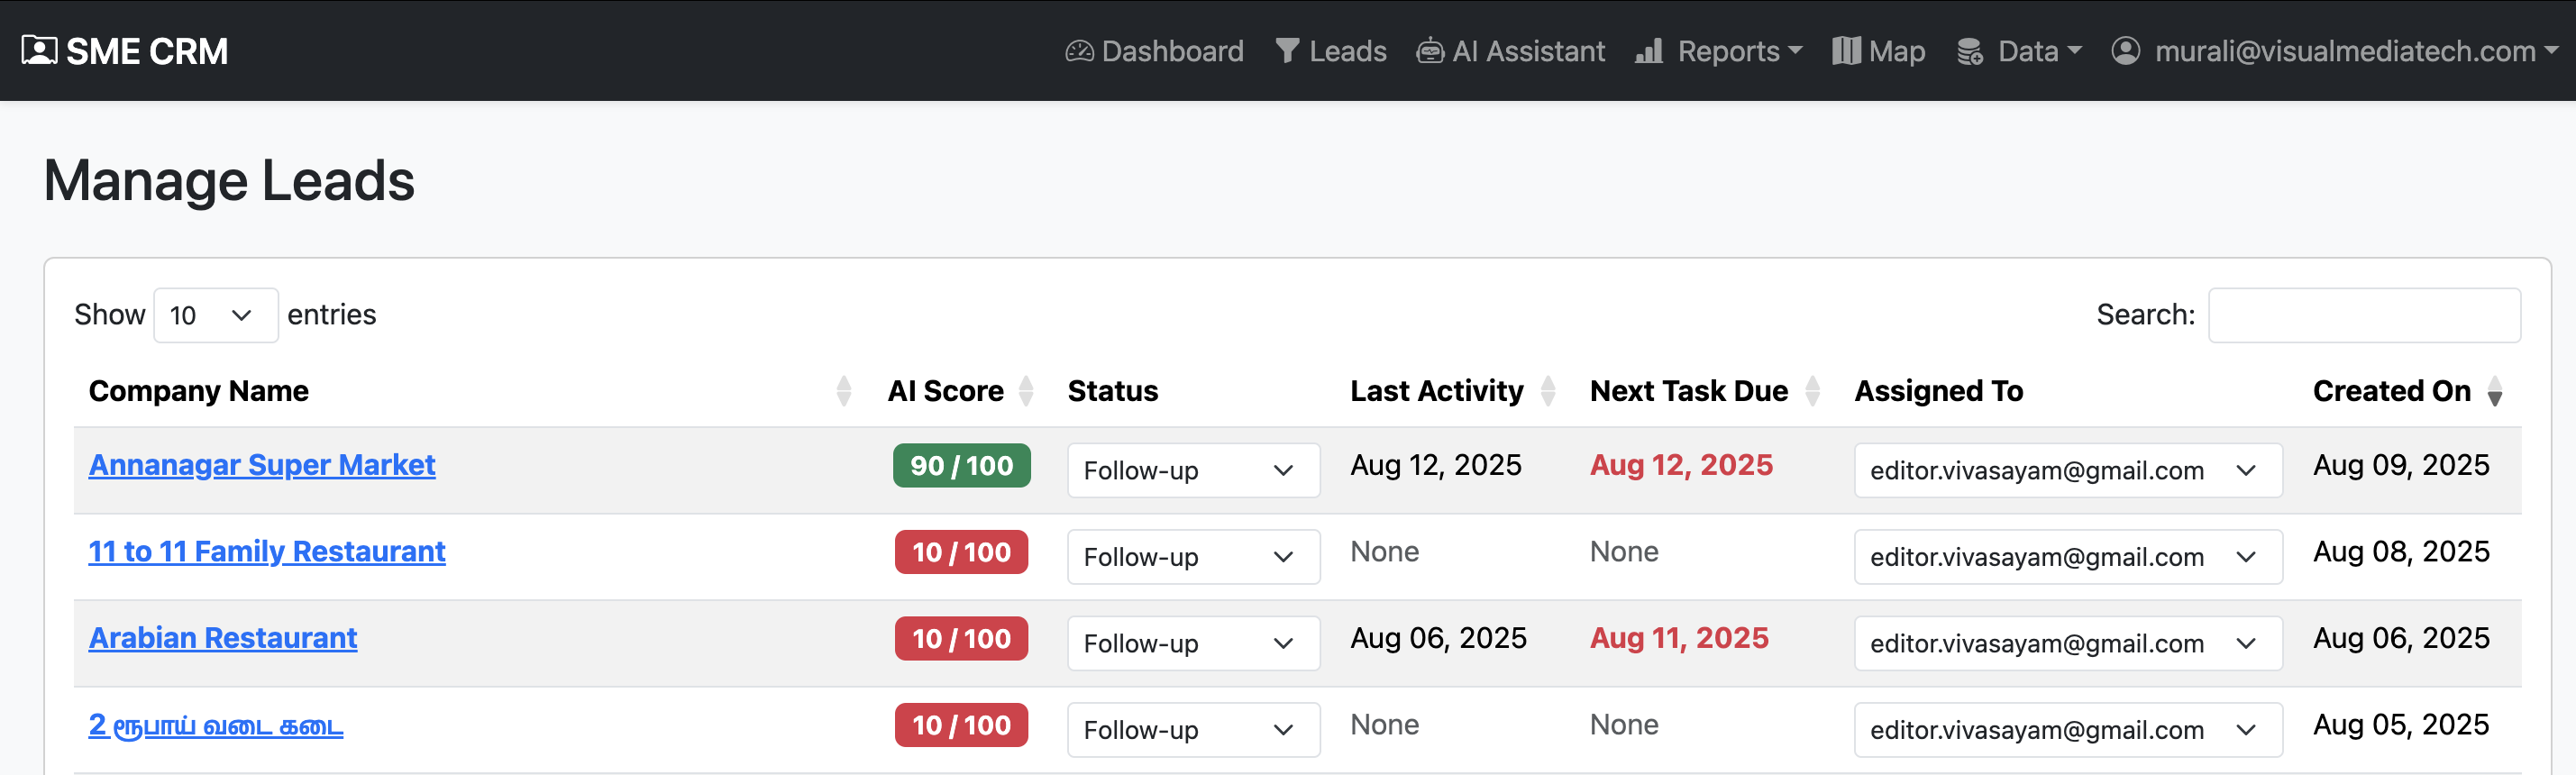 SME CRM Dashboard Leads AI Assistant Reports Map Data murali@visualmediatech.com
Manage Leads
Show 10 entries Search:
Company Name AI Score Status Last Activity Next Task Due Assigned To Created On
Annanagar Super Market 90 / 100 Follow-up Aug 12, 2025 Aug 12, 2025 editor.vivasayam@gmail.com Aug 09, 2025
11 to 11 Family Restaurant 10 / 100 Follow-up None None editor.vivasayam@gmail.com Aug 08, 2025
Arabian Restaurant 10 / 100 Follow-up Aug 06, 2025 Aug 11, 2025 editor.vivasayam@gmail.com Aug 06, 2025
2 ரூபாய் வடை கடை 10 / 100 Follow-up None None editor.vivasayam@gmail.com Aug 05, 2025